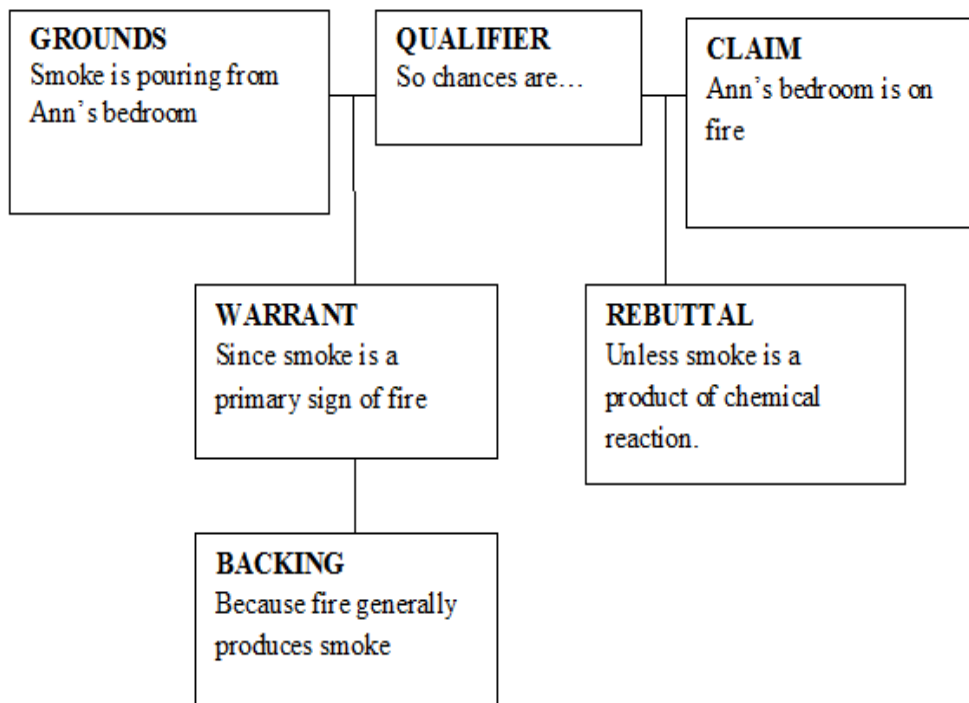 GROUNDS
Smoke is pouring from
Ann’s bedroom
QUALIFIER
So chances are…
CLAIM
Ann’s bedroom is on
fire
WARRANT
Since smoke is a
primary sign of fire
REBUTTAL
Unless smoke is a
product of chemical
reaction.
BACKING
Because fire generally
produces smoke